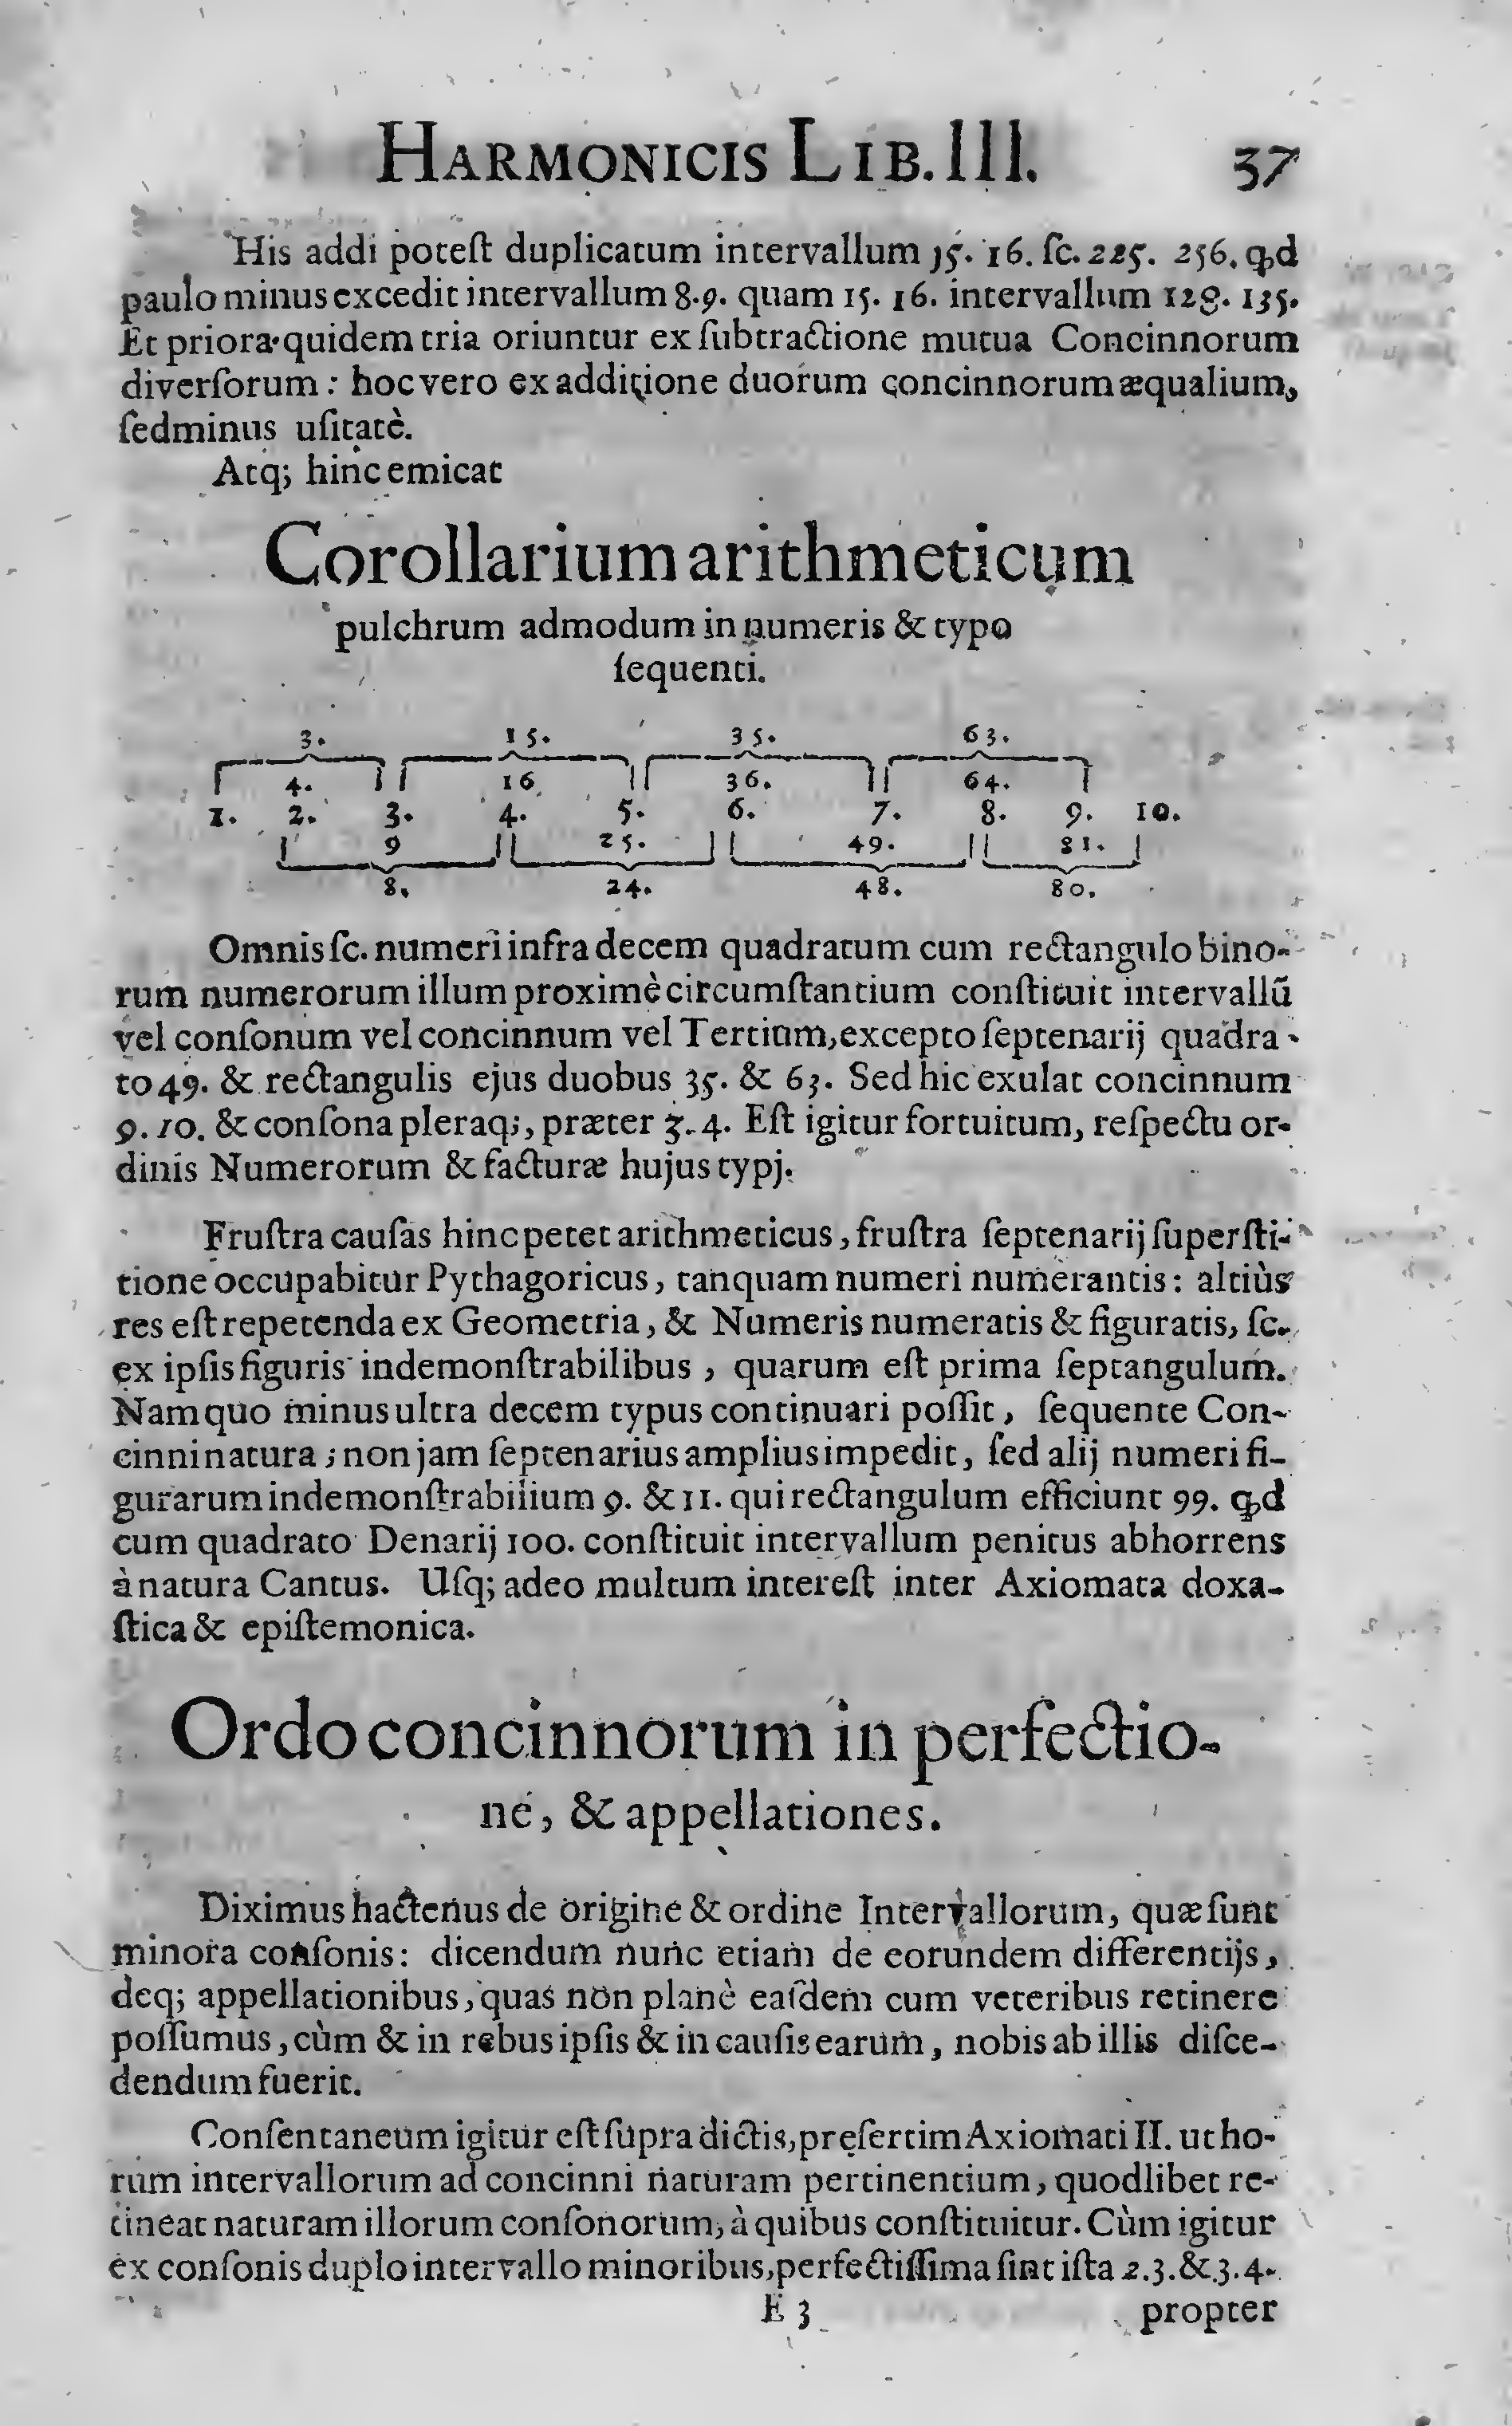 HARMONICIS LIB. III. 37
His addi poteſt duplicatum intervallum 15. 16. ſc. 225. 256. ꝙd
paulo minus excedit intervallum 8. 9. quam 15. 16. intervallum 128. 135.
Et priora quidem tria oriuntur ex ſubtractione mutua Concinnorum
diverſorum: hoc vero ex additione duorum concinnorum æqualium,
ſed minus uſitatè.
Atq; hinc emicat
Corollarium arithmeticum
pulchrum admodum in numeris & typo
ſequenti.
3. 15. 35. 63.
4. 16. 36. 64.
1. 2. 3. 4. 5. 6. 7. 8. 9. 10.
9 25. 49. 81.
8. 24. 48. 80.
Omnis ſc. numeri infra decem quadratum cum rectangulo bino-
rum numerorum illum proximè circumſtantium conſtituit intervallũ
vel conſonum vel concinnum vel Tertium, excepto ſeptenarij quadra-
to 49. & rectangulis ejus duobus 35. & 63. Sed hic exulat concinnum
9. 10. & conſona pleraq;, præter 3. 4. Eſt igitur fortuitum, reſpectu or-
dinis Numerorum & facturæ hujus typj.
Fruſtra cauſas hinc petet arithmeticus, fruſtra ſeptenarij ſuperſti-
tione occupabitur Pythagoricus, tanquam numeri numerantis: altiùs
res eſt repetenda ex Geometria, & Numeris numeratis & figuratis, ſc.
ex ipſis figuris indemonſtrabilibus, quarum eſt prima ſeptangulum.
Nam quo minus ultra decem typus continuari poſſit, ſequente Con-
cinni natura; non jam ſeptenarius amplius impedit, ſed alij numeri fi-
gurarum indemonſtrabilium 9. & 11. qui rectangulum efficiunt 99. ꝙd
cum quadrato Denarij 100. conſtituit intervallum penitus abhorrens
à natura Cantus. Uſq; adeo multum intereſt inter Axiomata doxa-
ſtica & epiſtemonica.
Ordo concinnorum in perfectio-
ne, & appellationes.
Diximus hactenus de origine & ordine Intervallorum, quæ ſunt
minora conſonis: dicendum nunc etiam de eorundem differentijs,
deq; appellationibus, quas non planè eaſdem cum veteribus retinere
poſſumus, cùm & in rebus ipſis & in cauſis earum, nobis ab illis diſce-
dendum fuerit.
Conſentaneum igitur eſt ſupra dictis, pręſertim Axiomati II. ut ho-
rum intervallorum ad concinni naturam pertinentium, quodlibet re-
tineat naturam illorum conſonorum, à quibus conſtituitur. Cùm igitur
ex conſonis duplo intervallo minoribus, perfectiſſima ſint iſta 2. 3. & 3. 4.
E 3 propter